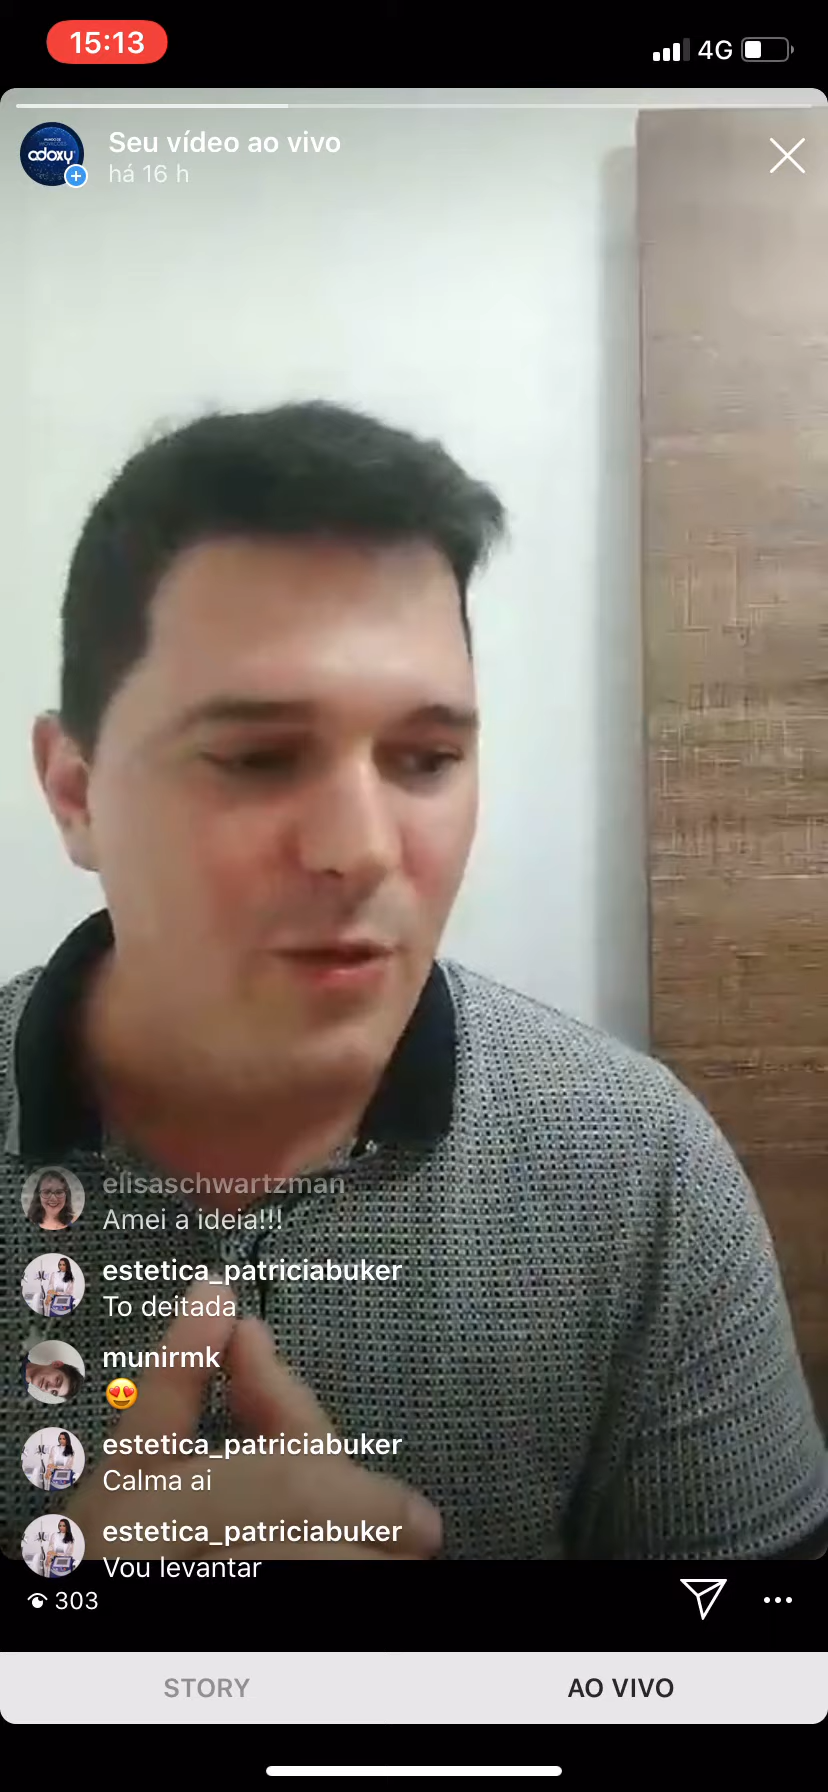 15:13
4G
adoxy
Seu vídeo ao vivo
há 16 h
elisaschwartzman
Amei a ideia!!!
estetica_patriciabuker
To deitada
munirmk
😍
estetica_patriciabuker
Calma ai
estetica_patriciabuker
Vou levantar
303
STORY
AO VIVO